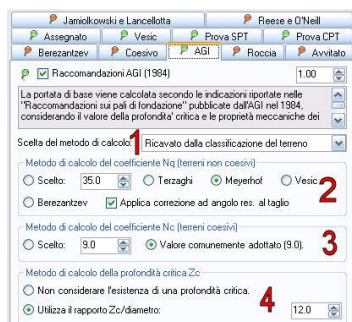 Jamiolkowski e Lancellotta Reese e O'Neill
Assegnato Vesic Prova SPT Prova CPT
Berezantzev Coesivo AGI Roccia Avvitato
Raccomandazioni AGI (1984) 1.00
La portata di base viene calcolata secondo le indicazioni riportate nelle
"Raccomandazioni sui pali di fondazione" pubblicate dall'AGI nel 1984,
considerando il valore della profondita' critica e le proprietà meccaniche dei
Scelta del metodo di calcolo: 1 Ricavato dalla classificazione del terreno
Metodo di calcolo del coefficiente Nq (terreni non coesivi)
Scelto: 35.0 Terzaghi Meyerhof Vesic
2
Berezantzev Applica correzione ad angolo res. al taglio
Metodo di calcolo del coefficiente Nc (terreni coesivi)
Scelto: 9.0 Valore comunemente adottato (9.0). 3
Metodo di calcolo della profondità critica Zc
Non considerare l'esistenza di una profondità critica.
4
Utilizza il rapporto Zc/diametro: 12.0